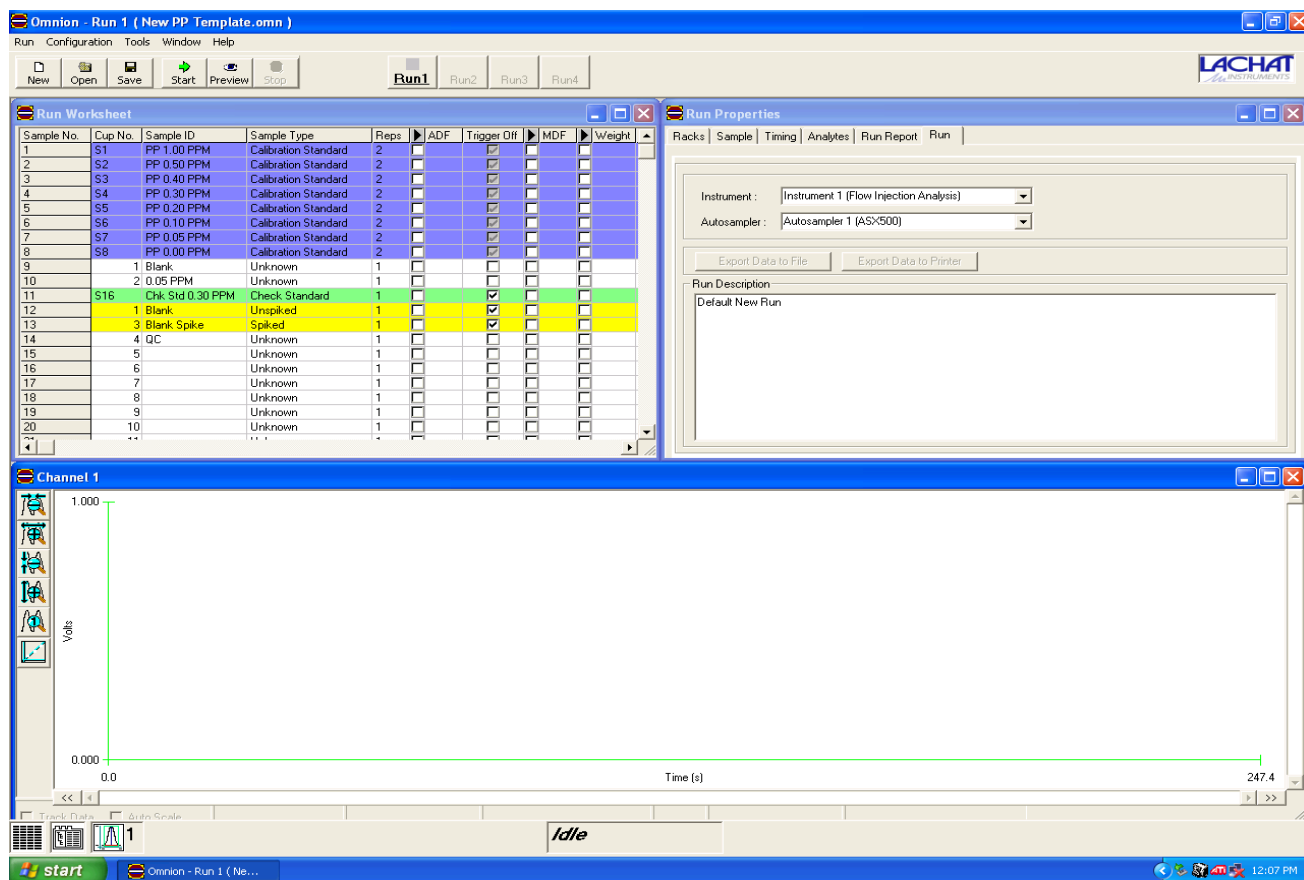 Omnion - Run 1 ( New PP Template.omn )
Run Configuration Tools Window Help
New Open Save Start Preview Stop Run1 Run2 Run3 Run4
LACHAT
INSTRUMENTS
Run Worksheet
Sample No. Cup No. Sample ID Sample Type Reps ADF Trigger Off MDF Weight
1 S1 PP 1.00 PPM Calibration Standard 2
2 S2 PP 0.50 PPM Calibration Standard 2
3 S3 PP 0.40 PPM Calibration Standard 2
4 S4 PP 0.30 PPM Calibration Standard 2
5 S5 PP 0.20 PPM Calibration Standard 2
6 S6 PP 0.10 PPM Calibration Standard 2
7 S7 PP 0.05 PPM Calibration Standard 2
8 S8 PP 0.00 PPM Calibration Standard 2
9 1 Blank Unknown 1
10 2 0.05 PPM Unknown 1
11 S16 Chk Std 0.30 PPM Check Standard 1
12 1 Blank Unspiked 1
13 3 Blank Spike Spiked 1
14 4 QC Unknown 1
15 5 Unknown 1
16 6 Unknown 1
17 7 Unknown 1
18 8 Unknown 1
19 9 Unknown 1
20 10 Unknown 1
Run Properties
Racks Sample Timing Analytes Run Report Run
Instrument : Instrument 1 (Flow Injection Analysis)
Autosampler : Autosampler 1 (ASX500)
Export Data to File Export Data to Printer
Run Description
Default New Run
Channel 1
1.000
Volts
0.000
0.0 Time (s) 247.4
<< >>
Track Data Auto Scale
1 Idle
start Omnion - Run 1 ( Ne... 12:07 PM